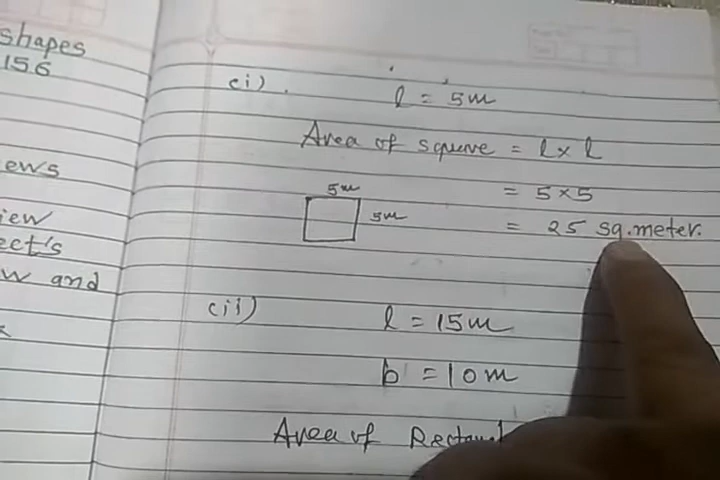 shapes
15.6
ews
iew
ect's
w and
(i).
l = 5m
Area of square = l × l
= 5×5
5m
5m
= 25 sq.meter.
(ii)
l = 15m
b = 10m
Area of